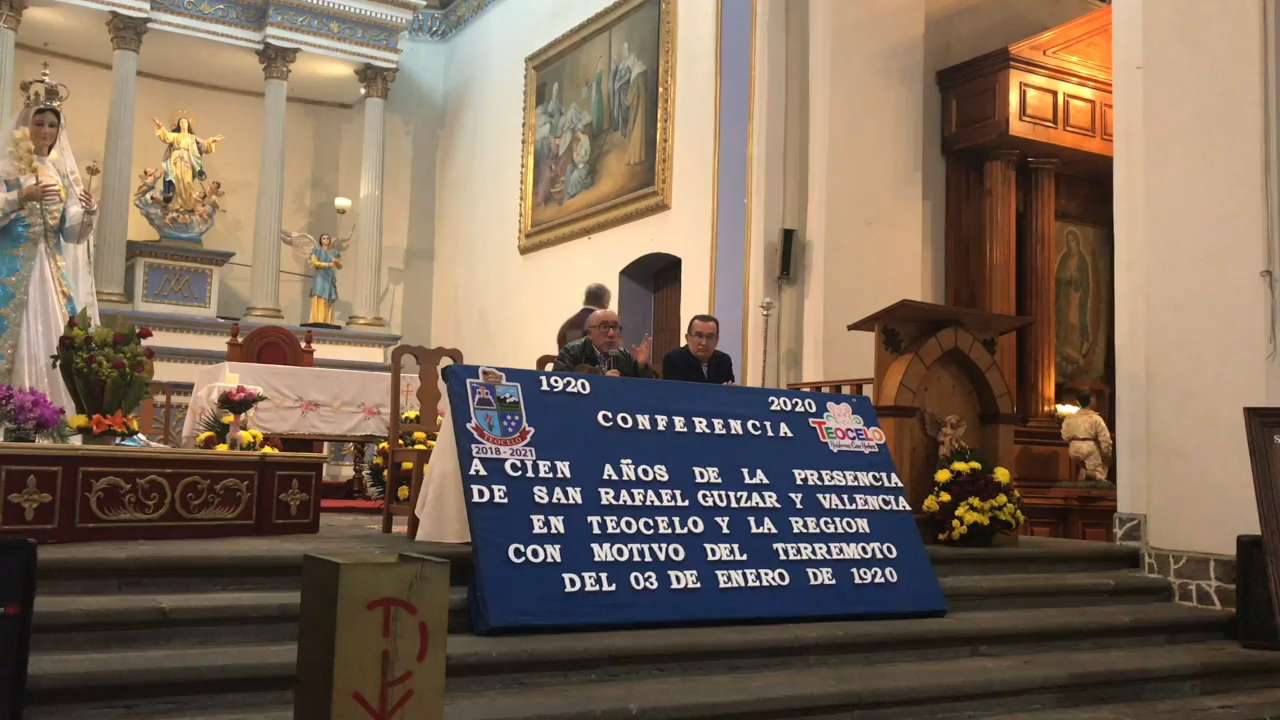 1920
2020
CONFERENCIA
TEOCELO
TEOCELO
2018 - 2021
A CIEN AÑOS DE LA PRESENCIA
DE SAN RAFAEL GUIZAR Y VALENCIA
EN TEOCELO Y LA REGION
CON MOTIVO DEL TERREMOTO
DEL 03 DE ENERO DE 1920